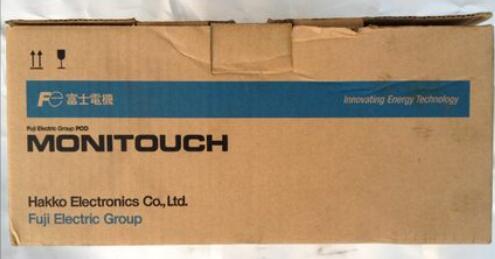 Fe 富士電機
Innovating Energy Technology
Fuji Electric Group POD
MONITOUCH
Hakko Electronics Co., Ltd.
Fuji Electric Group